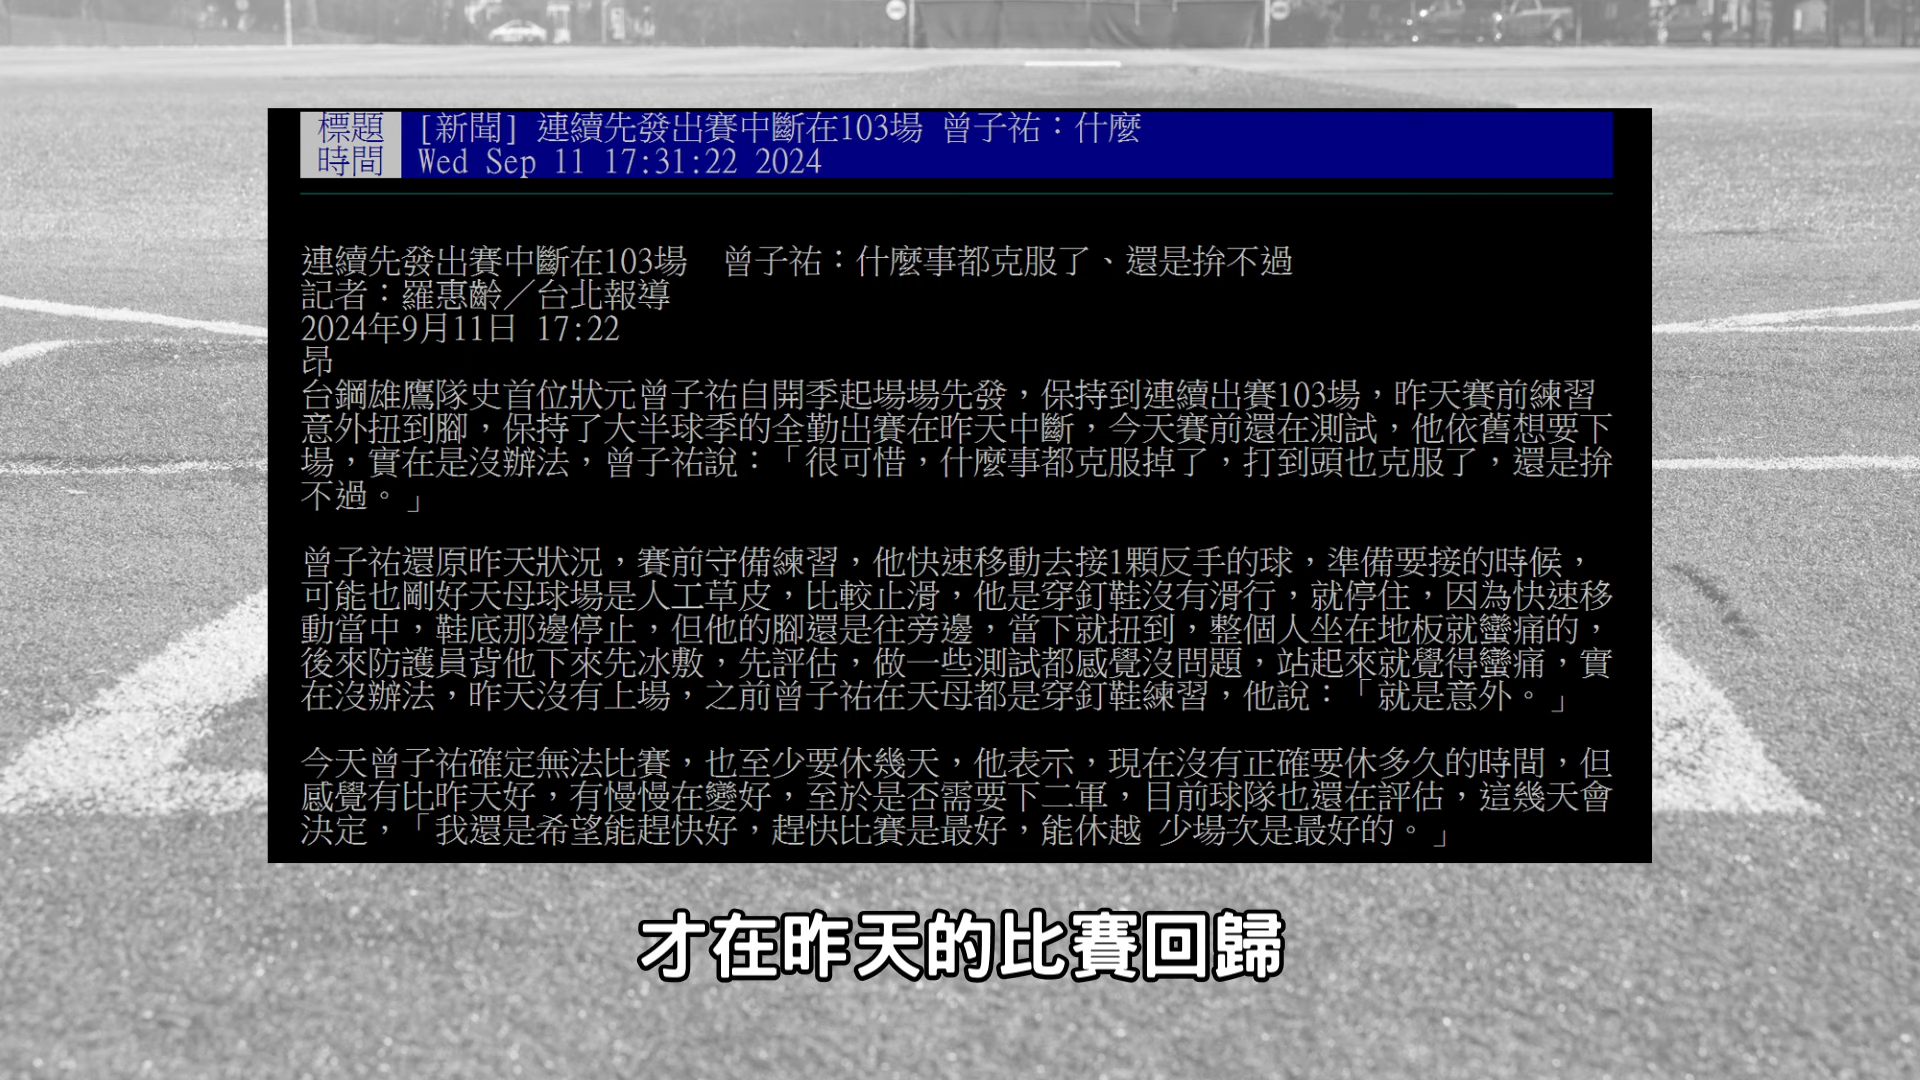 標題 [新聞] 連續先發出賽中斷在103場 曾子祐：什麼
時間 Wed Sep 11 17:31:22 2024
連續先發出賽中斷在103場　曾子祐：什麼事都克服了、還是拚不過
記者：羅惠齡／台北報導
2024年9月11日 17:22
昂
台鋼雄鷹隊史首位狀元曾子祐自開季起場場先發，保持到連續出賽103場，昨天賽前練習
意外扭到腳，保持了大半球季的全勤出賽在昨天中斷，今天賽前還在測試，他依舊想要下
場，實在是沒辦法，曾子祐說：「很可惜，什麼事都克服掉了，打到頭也克服了，還是拚
不過。」
曾子祐還原昨天狀況，賽前守備練習，他快速移動去接1顆反手的球，準備要接的時候，
可能也剛好天母球場是人工草皮，比較止滑，他是穿釘鞋沒有滑行，就停住，因為快速移
動當中，鞋底那邊停止，但他的腳還是往旁邊，當下就扭到，整個人坐在地板就蠻痛的，
後來防護員背他下來先冰敷，先評估，做一些測試都感覺沒問題，站起來就覺得蠻痛，實
在沒辦法，昨天沒有上場，之前曾子祐在天母都是穿釘鞋練習，他說：「就是意外。」
今天曾子祐確定無法比賽，也至少要休幾天，他表示，現在沒有正確要休多久的時間，但
感覺有比昨天好，有慢慢在變好，至於是否需要下二軍，目前球隊也還在評估，這幾天會
決定，「我還是希望能趕快好，趕快比賽是最好，能休越 少場次是最好的。」
才在昨天的比賽回歸